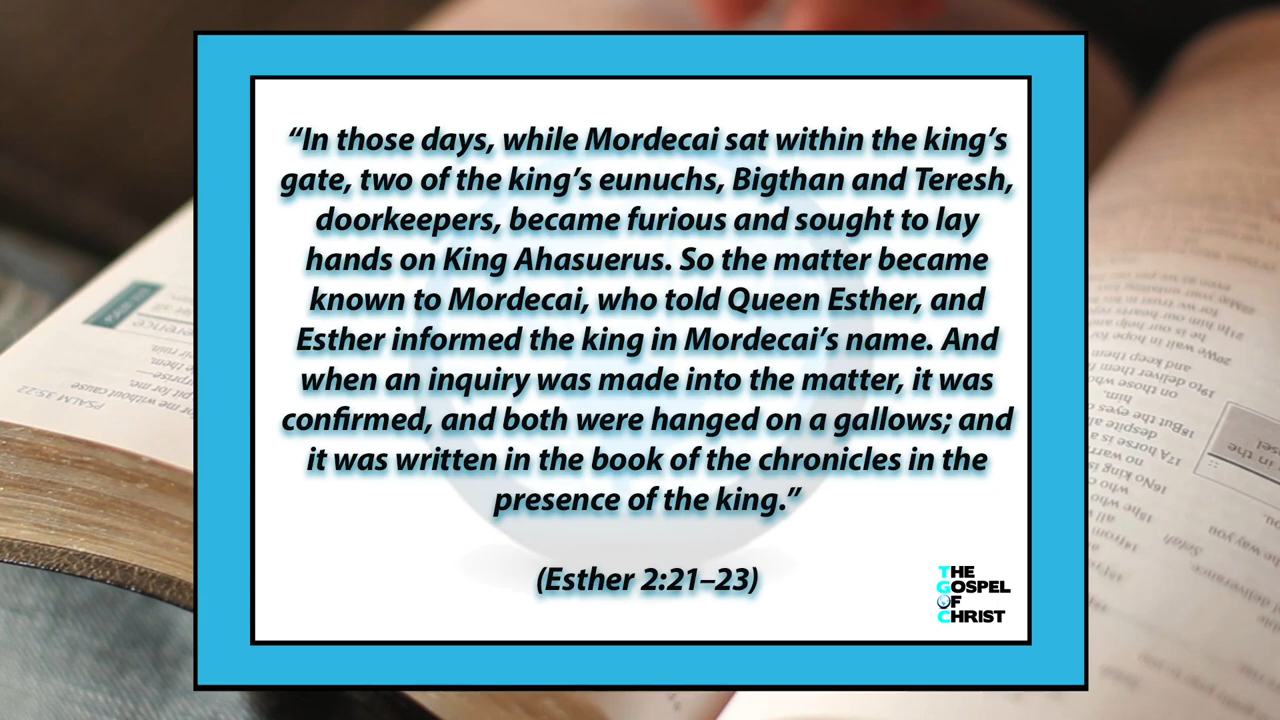 “In those days, while Mordecai sat within the king’s
gate, two of the king’s eunuchs, Bigthan and Teresh,
doorkeepers, became furious and sought to lay
hands on King Ahasuerus. So the matter became
known to Mordecai, who told Queen Esther, and
Esther informed the king in Mordecai’s name. And
when an inquiry was made into the matter, it was
confirmed, and both were hanged on a gallows; and
it was written in the book of the chronicles in the
presence of the king.”
(Esther 2:21–23)
THE
GOSPEL
OF
CHRIST
PSALM 35:22